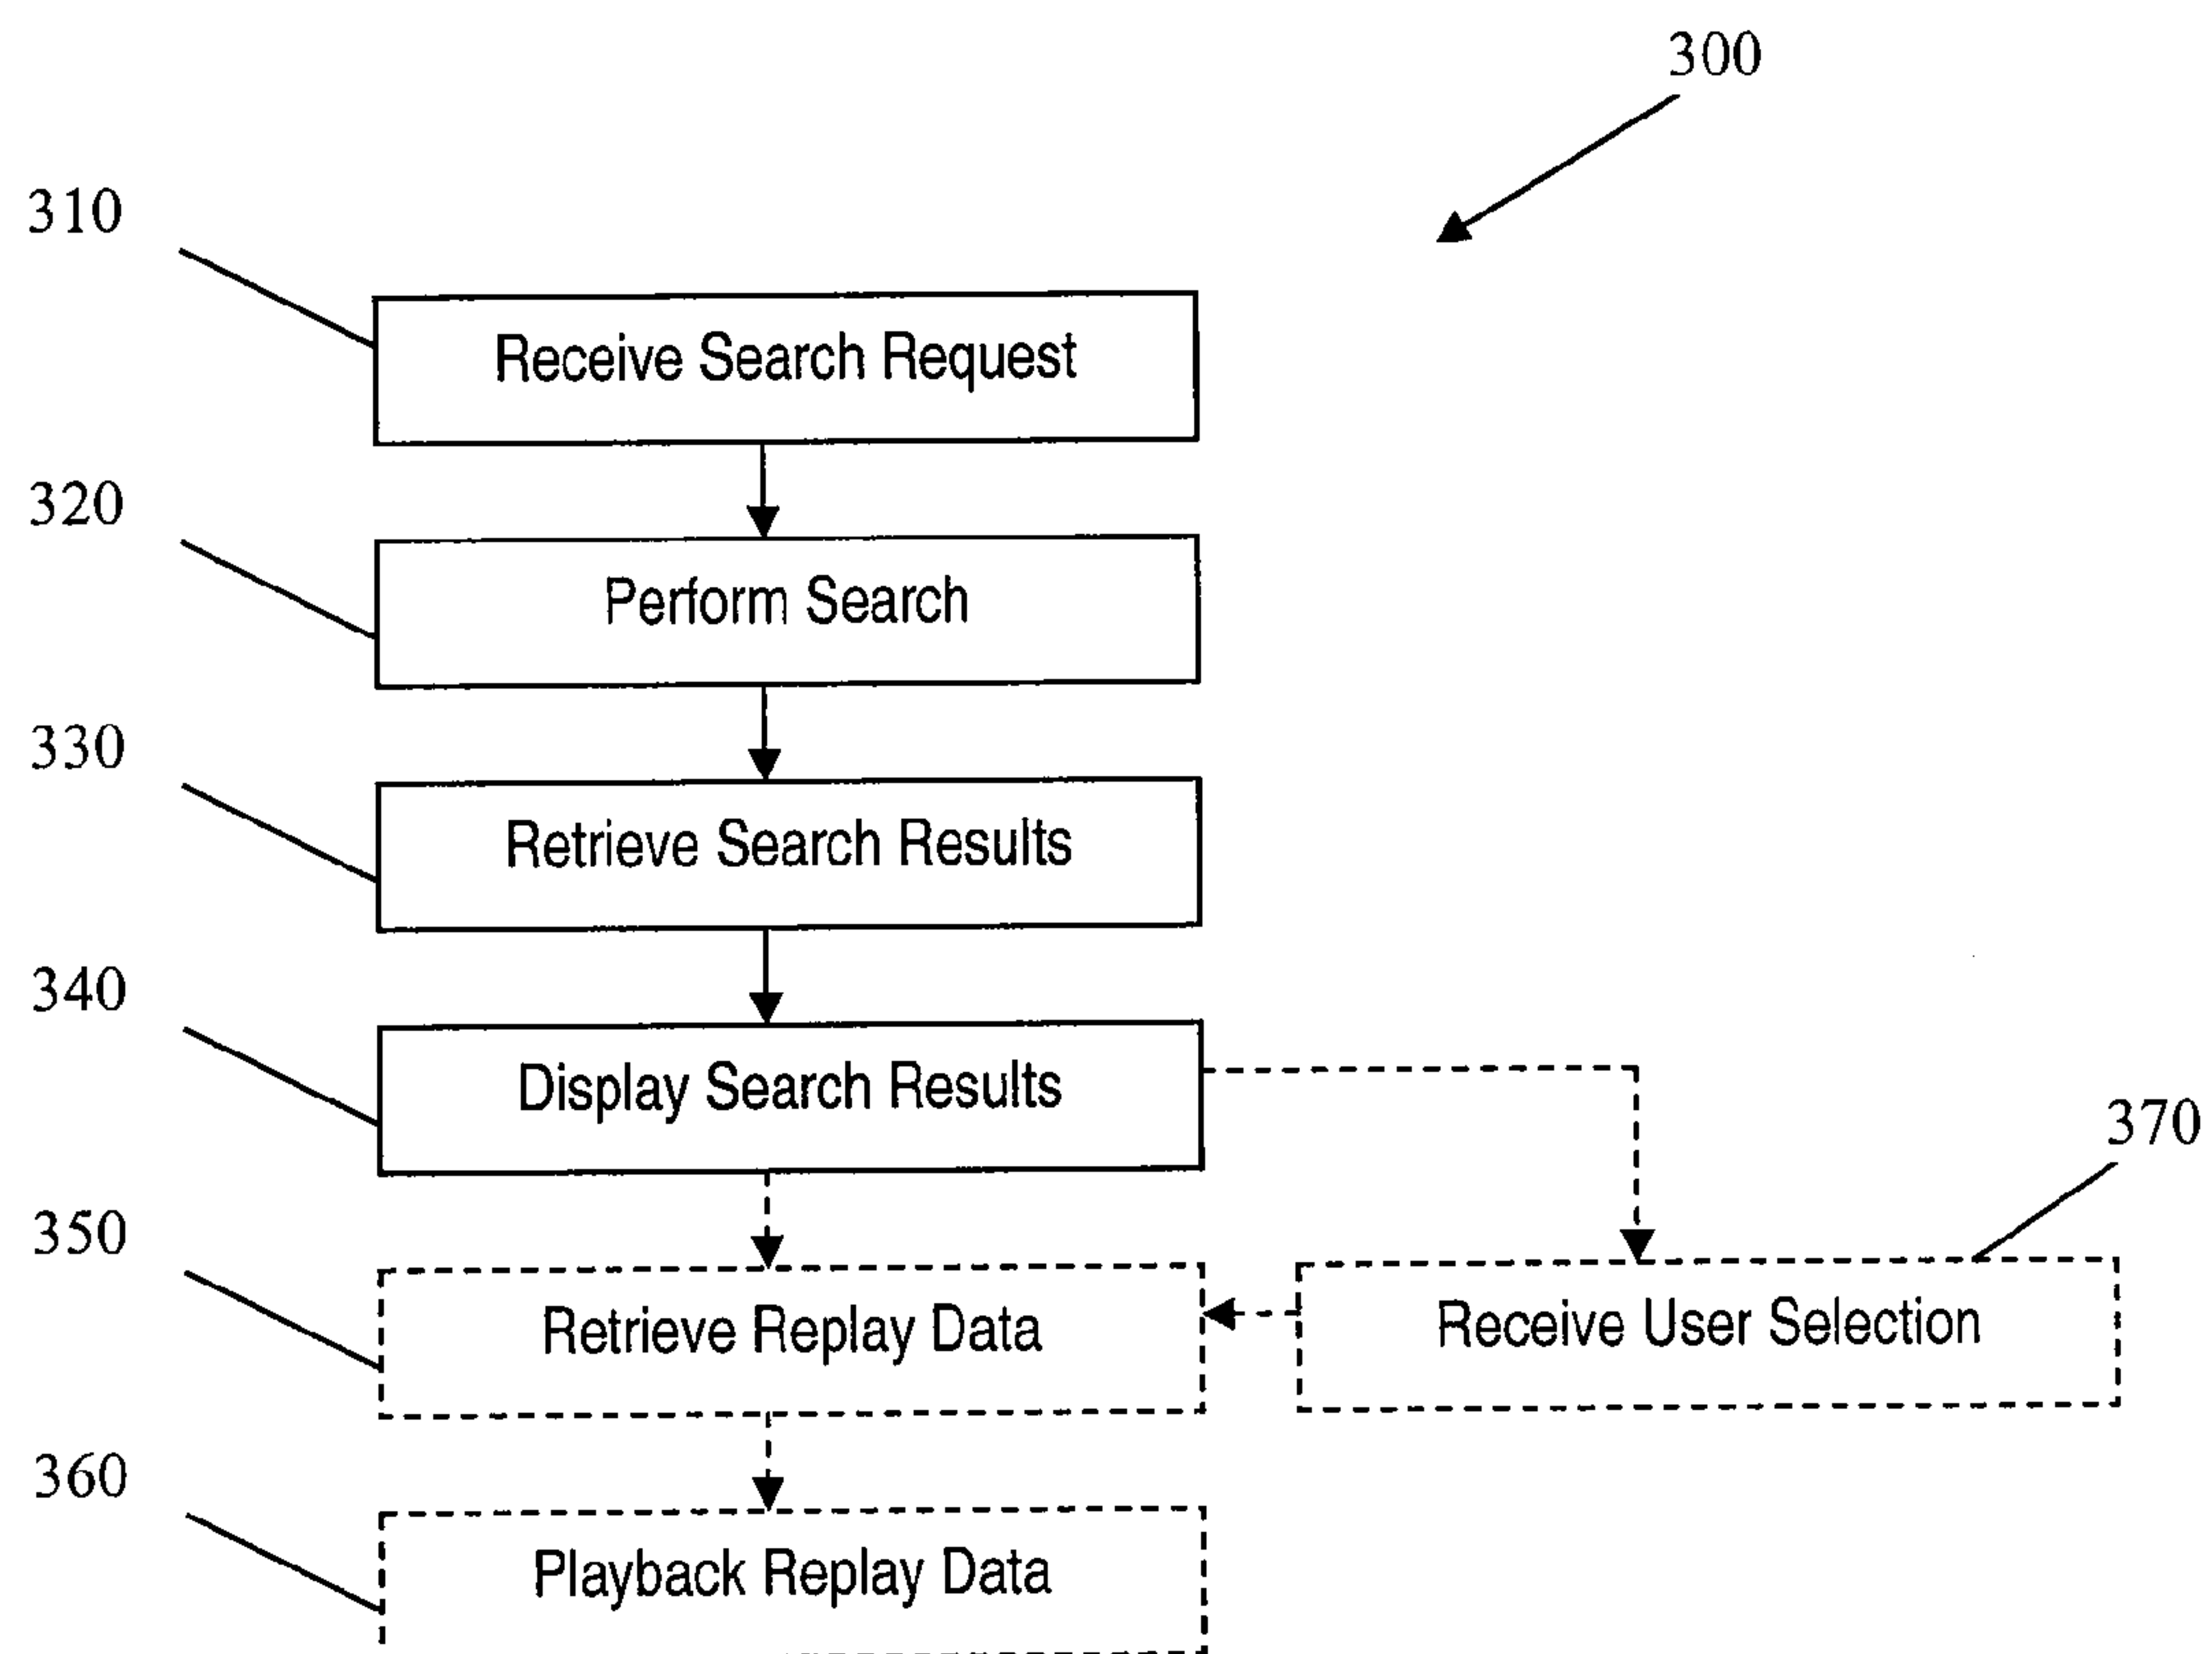 300
310
Receive Search Request
320
Perform Search
330
Retrieve Search Results
340
Display Search Results
370
350
Retrieve Replay Data
Receive User Selection
360
Playback Replay Data